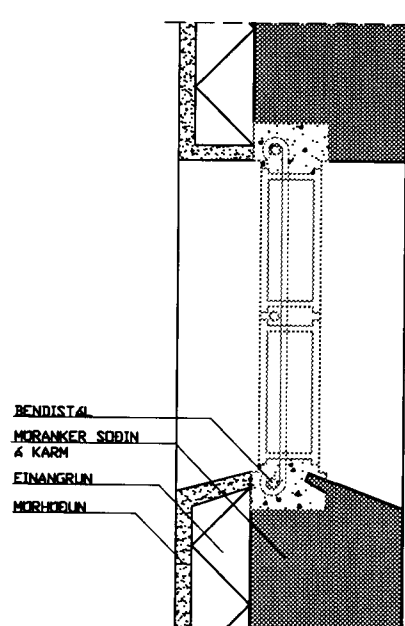 BENDISTÁL
MÚRANKER SOÐIN
Á KARM
EINANGRUN
MÚRHÚÐUN